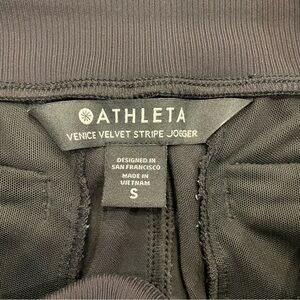 ATHLETA
VENICE VELVET STRIPE JOGGER
DESIGNED IN
SAN FRANCISCO
MADE IN
VIETNAM
S